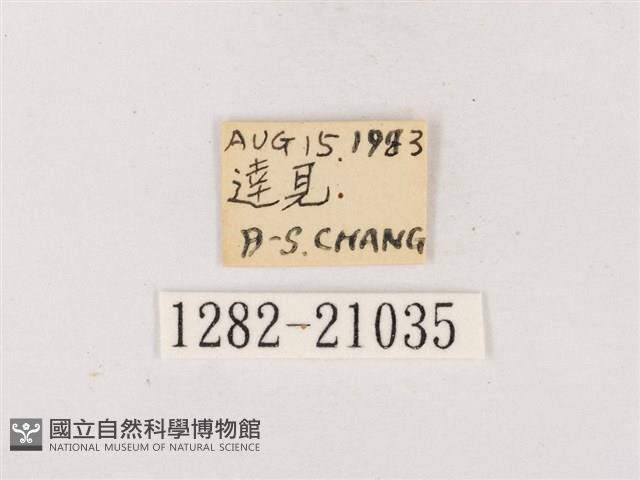 AUG 15. 1983
達見.
B-S. CHANG
1282-21035
國立自然科學博物館
NATIONAL MUSEUM OF NATURAL SCIENCE